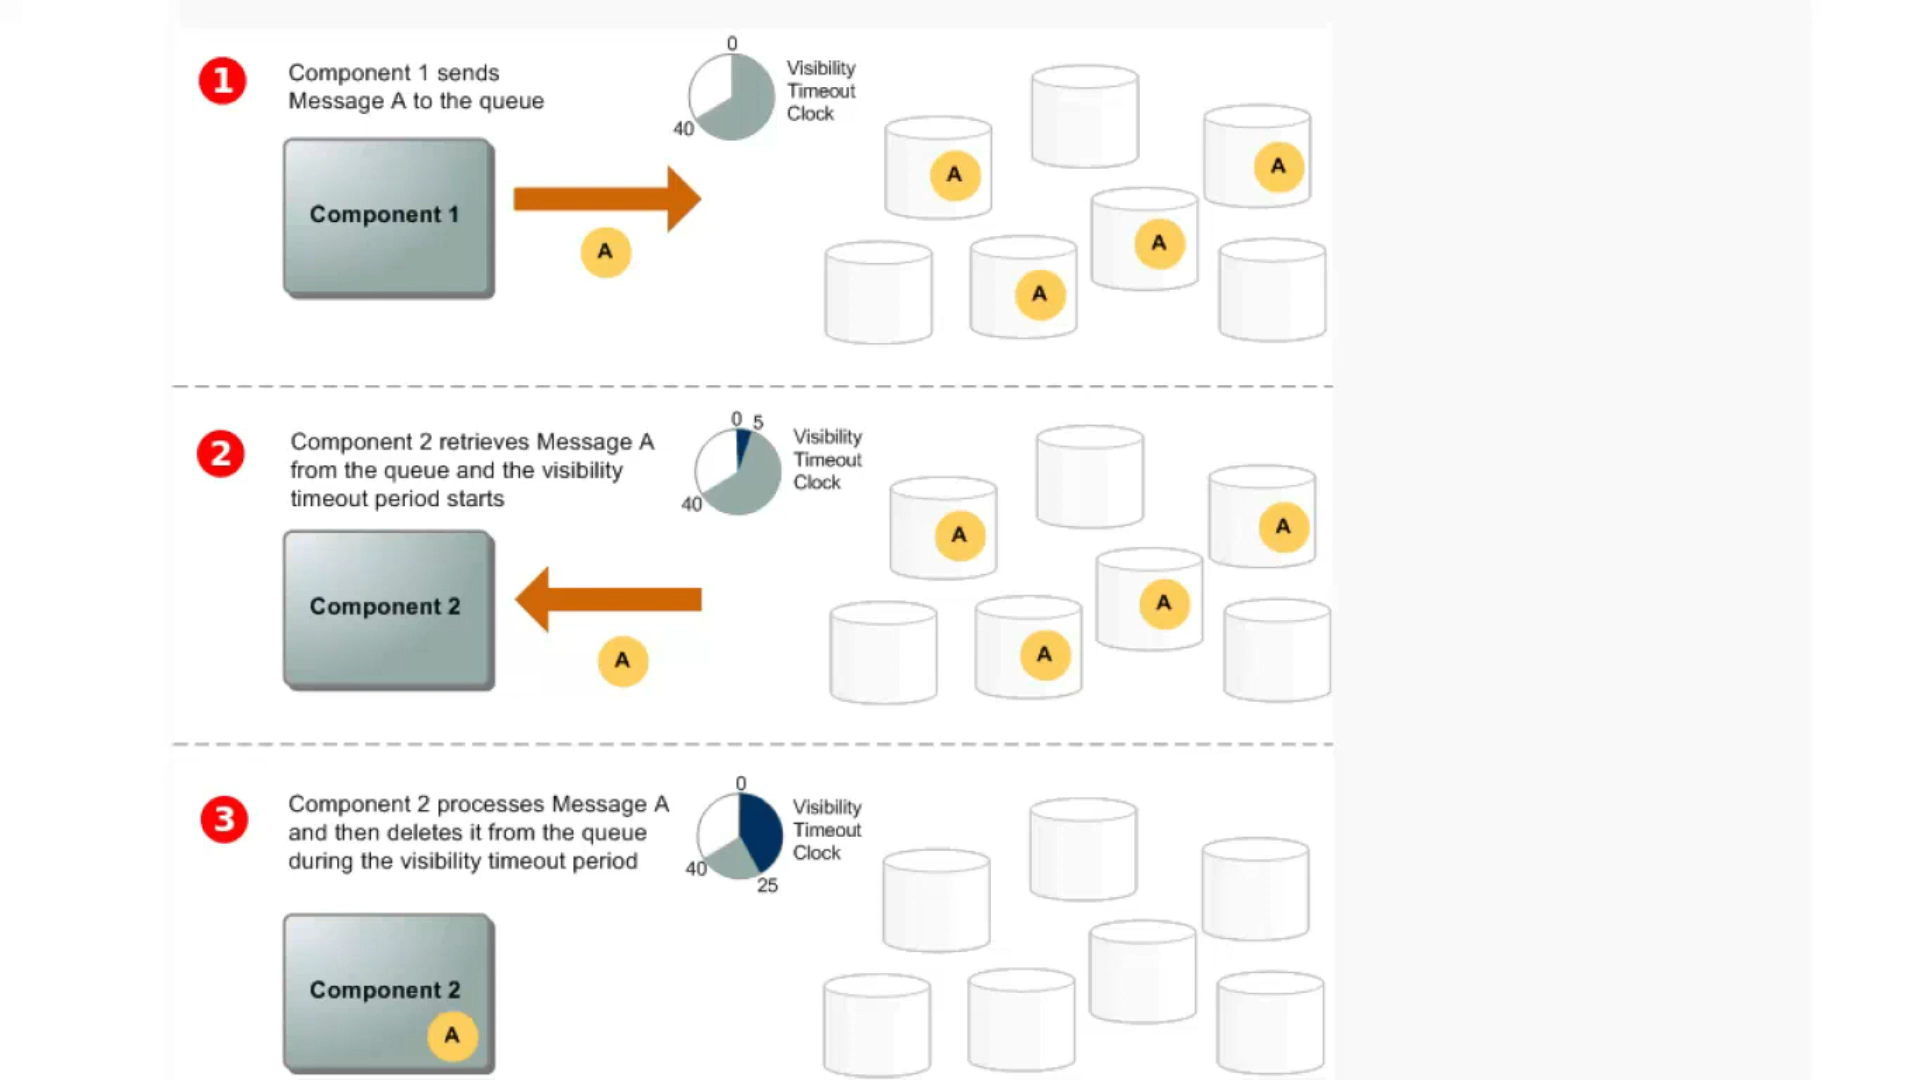 1
Component 1 sends
Message A to the queue
0
40
Visibility
Timeout
Clock
Component 1
A
A
A
A
A
2
Component 2 retrieves Message A
from the queue and the visibility
timeout period starts
0 5
40
Visibility
Timeout
Clock
Component 2
A
A
A
A
A
3
Component 2 processes Message A
and then deletes it from the queue
during the visibility timeout period
0
40
25
Visibility
Timeout
Clock
Component 2
A